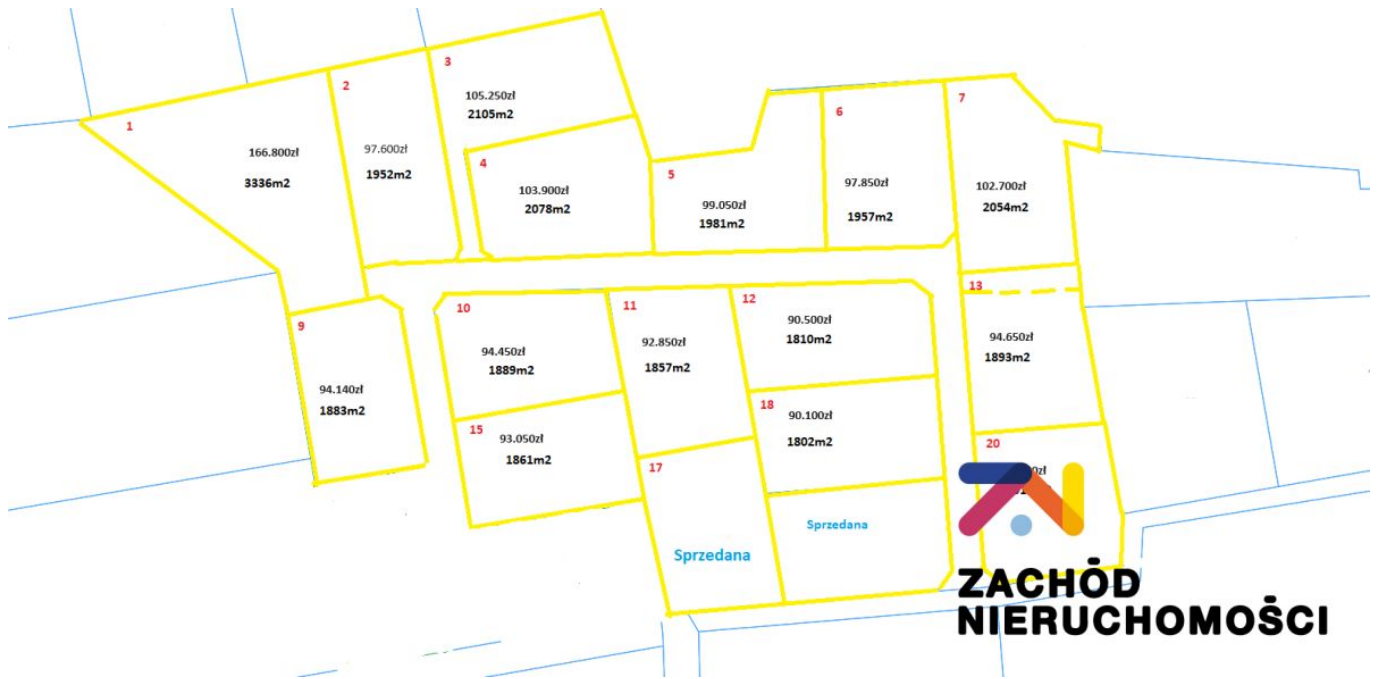 1
166.800zł
3336m2
2
97.600zł
1952m2
3
105.250zł
2105m2
4
103.900zł
2078m2
5
99.050zł
1981m2
6
97.850zł
1957m2
7
102.700zł
2054m2
9
94.140zł
1883m2
10
94.450zł
1889m2
11
92.850zł
1857m2
12
90.500zł
1810m2
13
94.650zł
1893m2
15
93.050zł
1861m2
17
Sprzedana
18
90.100zł
1802m2
Sprzedana
20
ZACHÓD
NIERUCHOMOŚCI